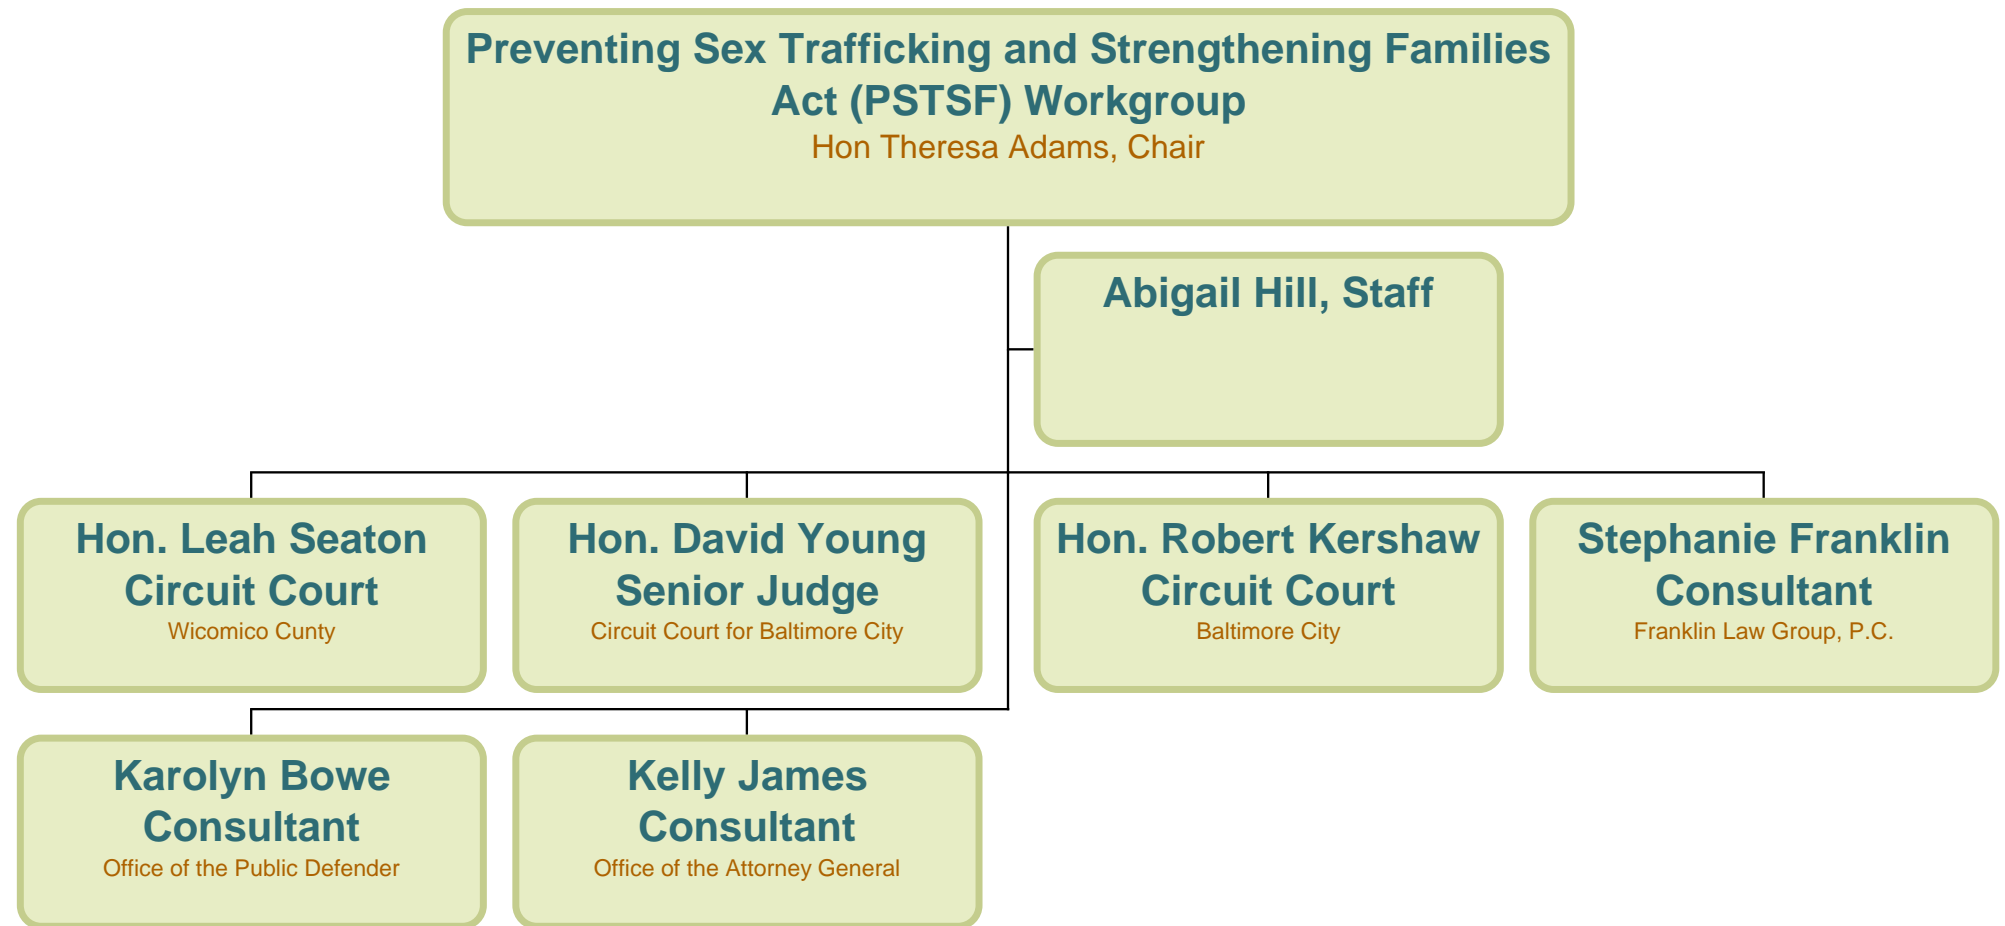 Preventing Sex Trafficking and Strengthening Families
Act (PSTSF) Workgroup
Hon Theresa Adams, Chair
Abigail Hill, Staff
Hon. Leah Seaton
Circuit Court
Wicomico Cunty
Hon. David Young
Senior Judge
Circuit Court for Baltimore City
Hon. Robert Kershaw
Circuit Court
Baltimore City
Stephanie Franklin
Consultant
Franklin Law Group, P.C.
Karolyn Bowe
Consultant
Office of the Public Defender
Kelly James
Consultant
Office of the Attorney General